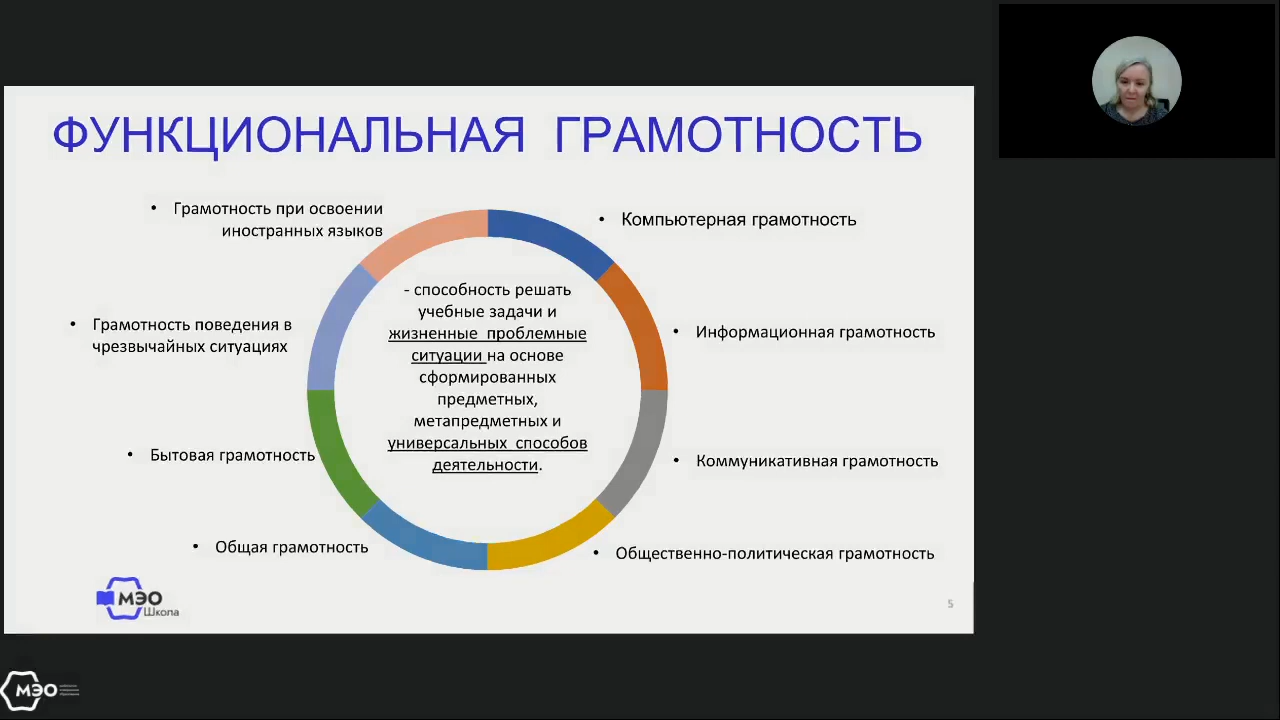 ФУНКЦИОНАЛЬНАЯ ГРАМОТНОСТЬ
• Грамотность при освоении
иностранных языков
• Компьютерная грамотность
- способность решать
учебные задачи и
жизненные проблемные
ситуации на основе
сформированных
предметных,
метапредметных и
универсальных способов
деятельности.
• Грамотность поведения в
чрезвычайных ситуациях
• Информационная грамотность
• Бытовая грамотность
• Коммуникативная грамотность
• Общая грамотность
• Общественно-политическая грамотность
МЭО
Школа
5
МЭО